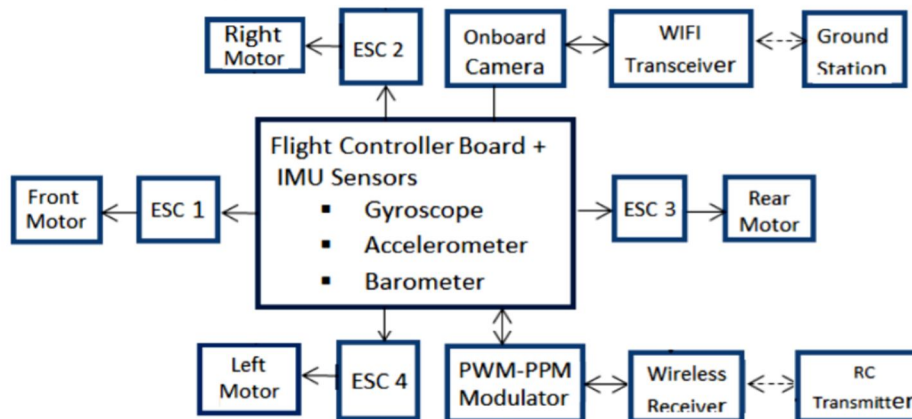 Right
Motor
ESC 2
Onboard
Camera
WIFI
Transceiver
Ground
Station
Flight Controller Board +
IMU Sensors
▪ Gyroscope
▪ Accelerometer
▪ Barometer
Front
Motor
ESC 1
ESC 3
Rear
Motor
Left
Motor
ESC 4
PWM-PPM
Modulator
Wireless
Receiver
RC
Transmitter